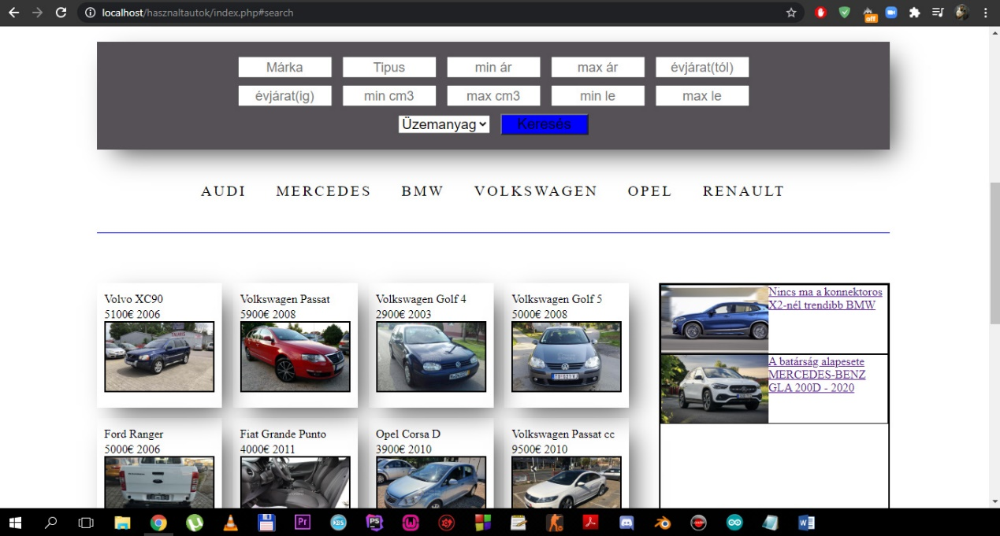 localhost/hasznaltautok/index.php#search
off
Márka Tipus min ár max ár évjárat(tól)
évjárat(ig) min cm3 max cm3 min le max le
Üzemanyag Keresés
AUDI MERCEDES BMW VOLKSWAGEN OPEL RENAULT
Volvo XC90
5100€ 2006
Volkswagen Passat
5900€ 2008
Volkswagen Golf 4
2900€ 2003
Volkswagen Golf 5
5000€ 2008
Nincs ma a konnektoros
X2-nél trendibb BMW
A batárság alapesete
MERCEDES-BENZ
GLA 200D - 2020
Ford Ranger
5000€ 2006
Fiat Grande Punto
4000€ 2011
Opel Corsa D
3900€ 2010
Volkswagen Passat cc
9500€ 2010
Pr
PS
W